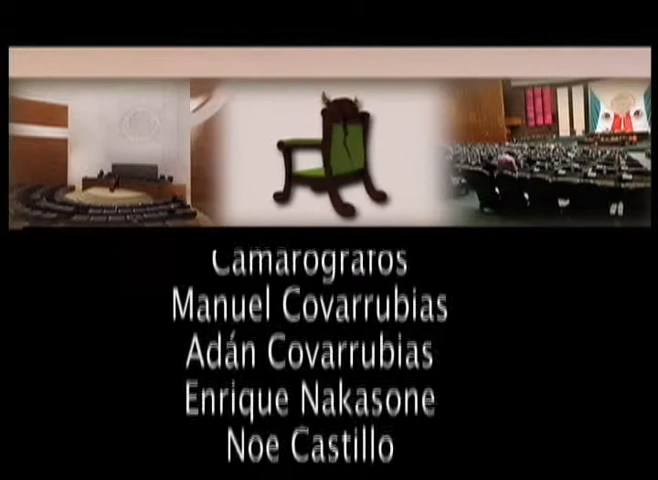 Camarógrafos
Manuel Covarrubias
Adán Covarrubias
Enrique Nakasone
Noe Castillo